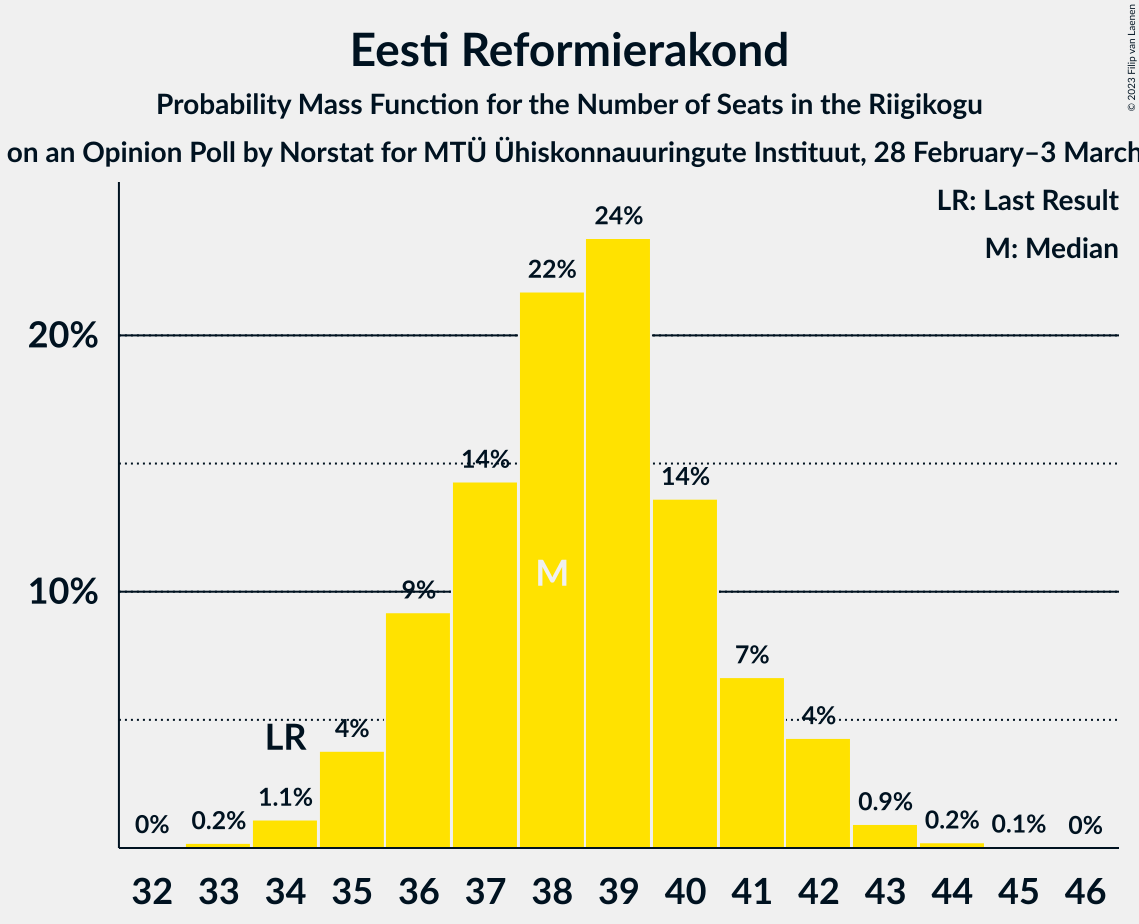 © 2023 Filip van Laenen
Eesti Reformierakond
Probability Mass Function for the Number of Seats in the Riigikogu
on an Opinion Poll by Norstat for MTÜ Ühiskonnauuringute Instituut, 28 February–3 March
LR: Last Result
M: Median
24%
22%
20%
14%
14%
M
10%
9%
7%
LR
4%
4%
1.1%
0.9%
0%
0.2%
0.2%
0.1%
0%
32 33 34 35 36 37 38 39 40 41 42 43 44 45 46